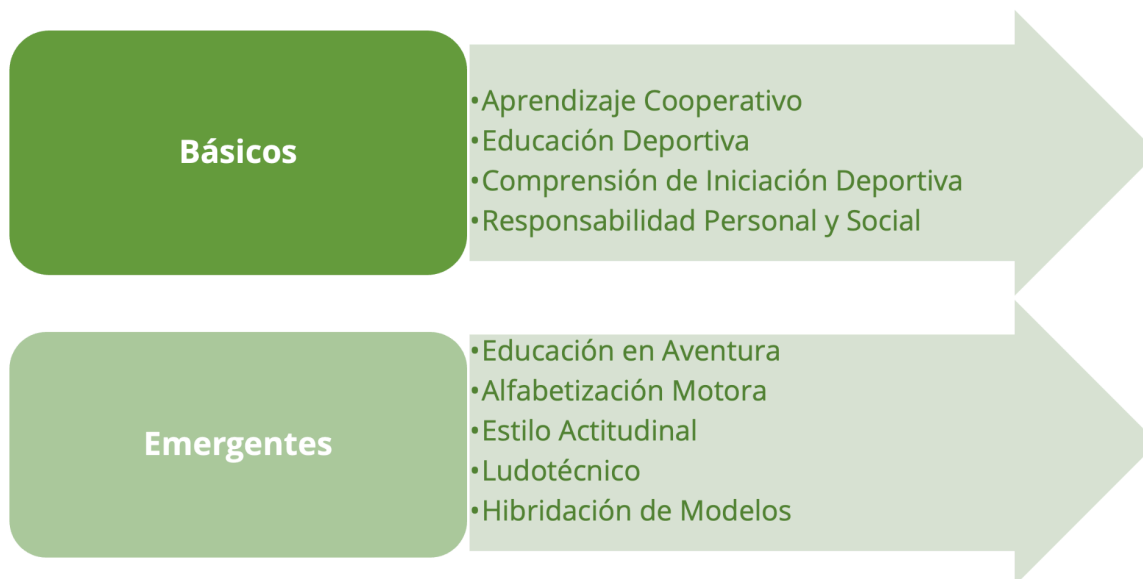 Básicos
•Aprendizaje Cooperativo
•Educación Deportiva
•Comprensión de Iniciación Deportiva
•Responsabilidad Personal y Social
Emergentes
•Educación en Aventura
•Alfabetización Motora
•Estilo Actitudinal
•Ludotécnico
•Hibridación de Modelos